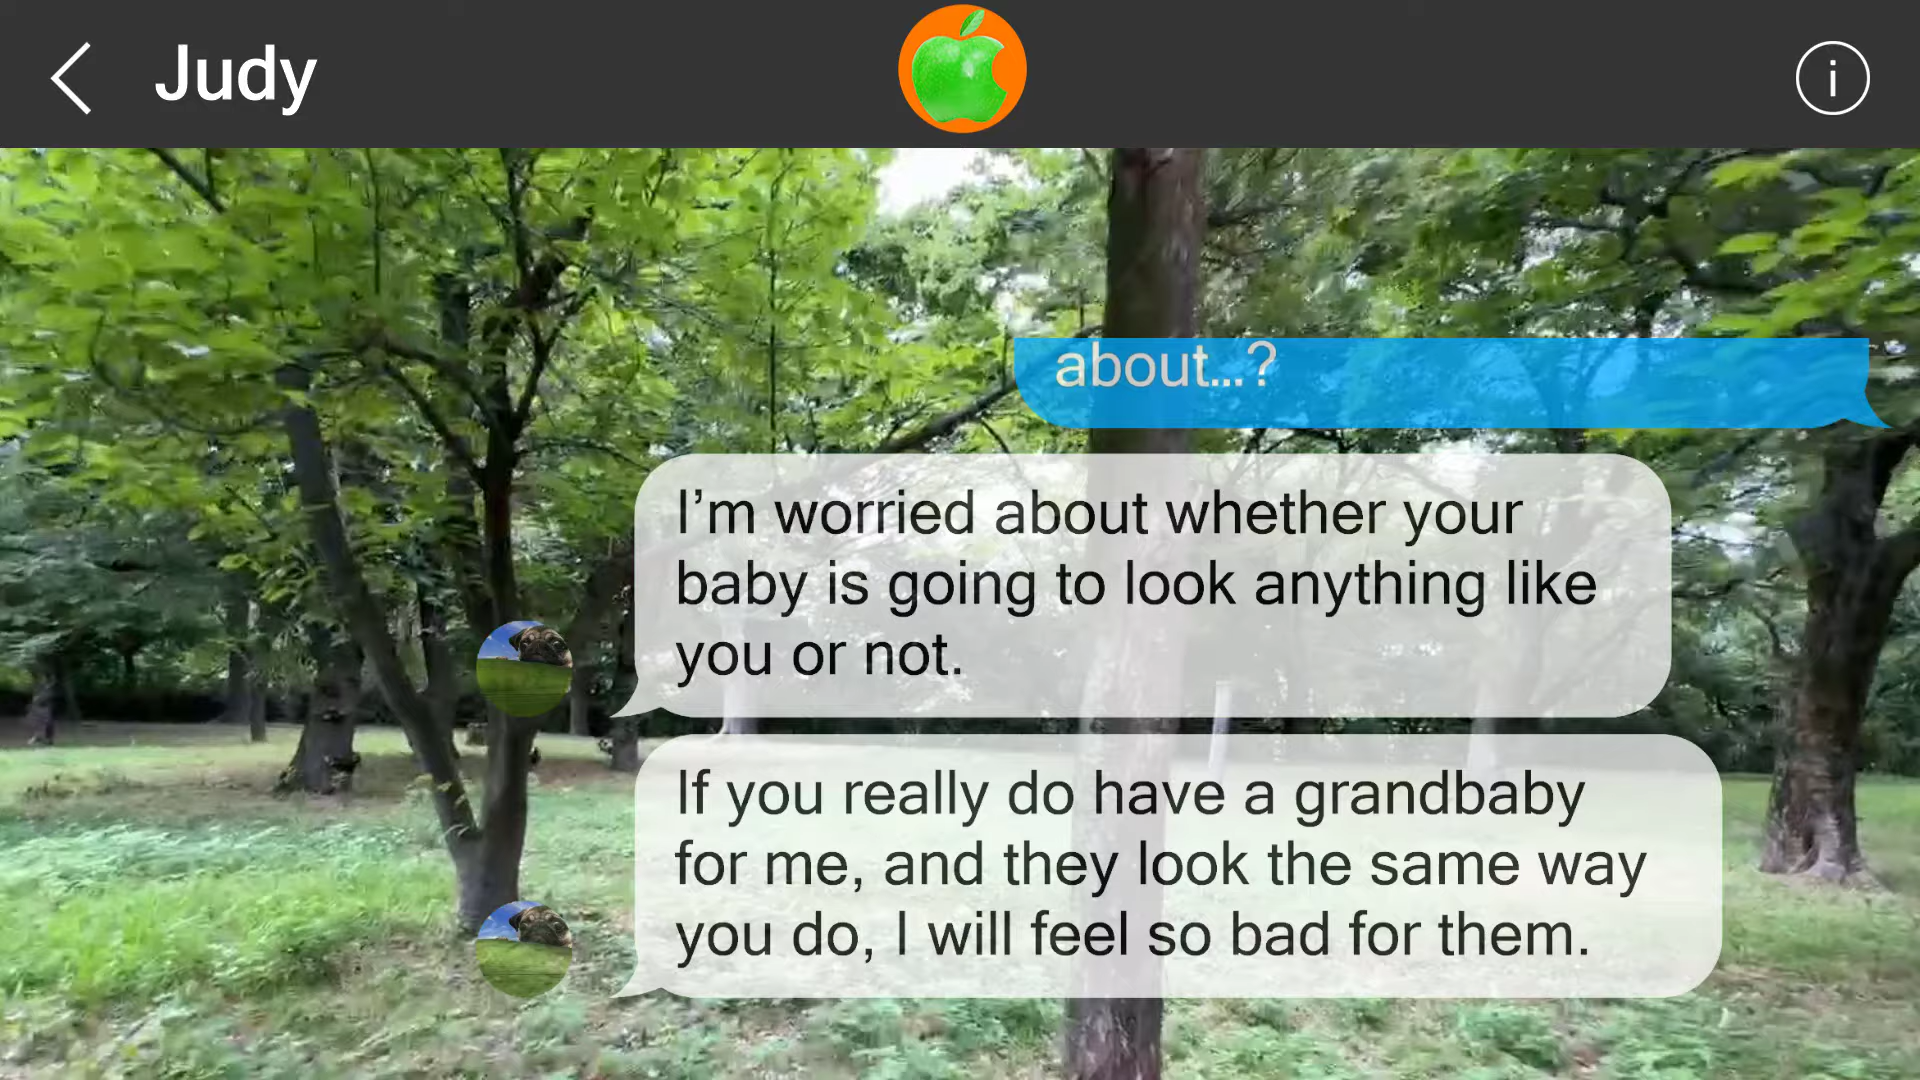 Judy
i
about...?
I’m worried about whether your
baby is going to look anything like
you or not.
If you really do have a grandbaby
for me, and they look the same way
you do, I will feel so bad for them.